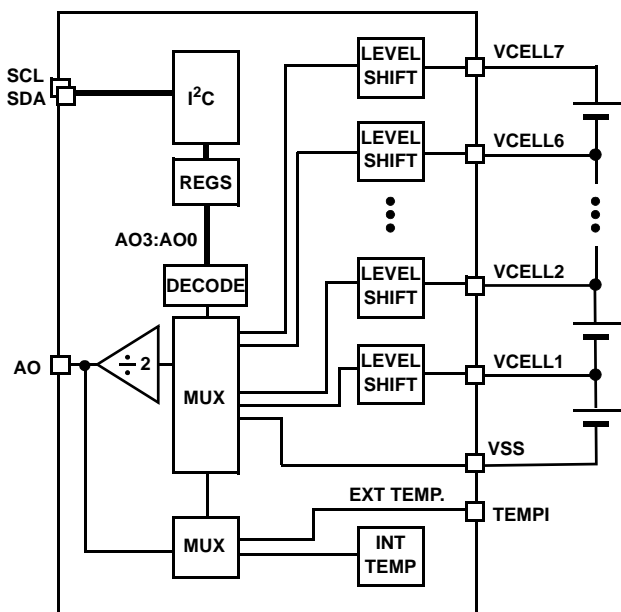 SCL
SDA
I²C
REGS
AO3:AO0
DECODE
AO
÷ 2
MUX
MUX
LEVEL
SHIFT
VCELL7
LEVEL
SHIFT
VCELL6
LEVEL
SHIFT
VCELL2
LEVEL
SHIFT
VCELL1
VSS
EXT TEMP.
TEMPI
INT
TEMP